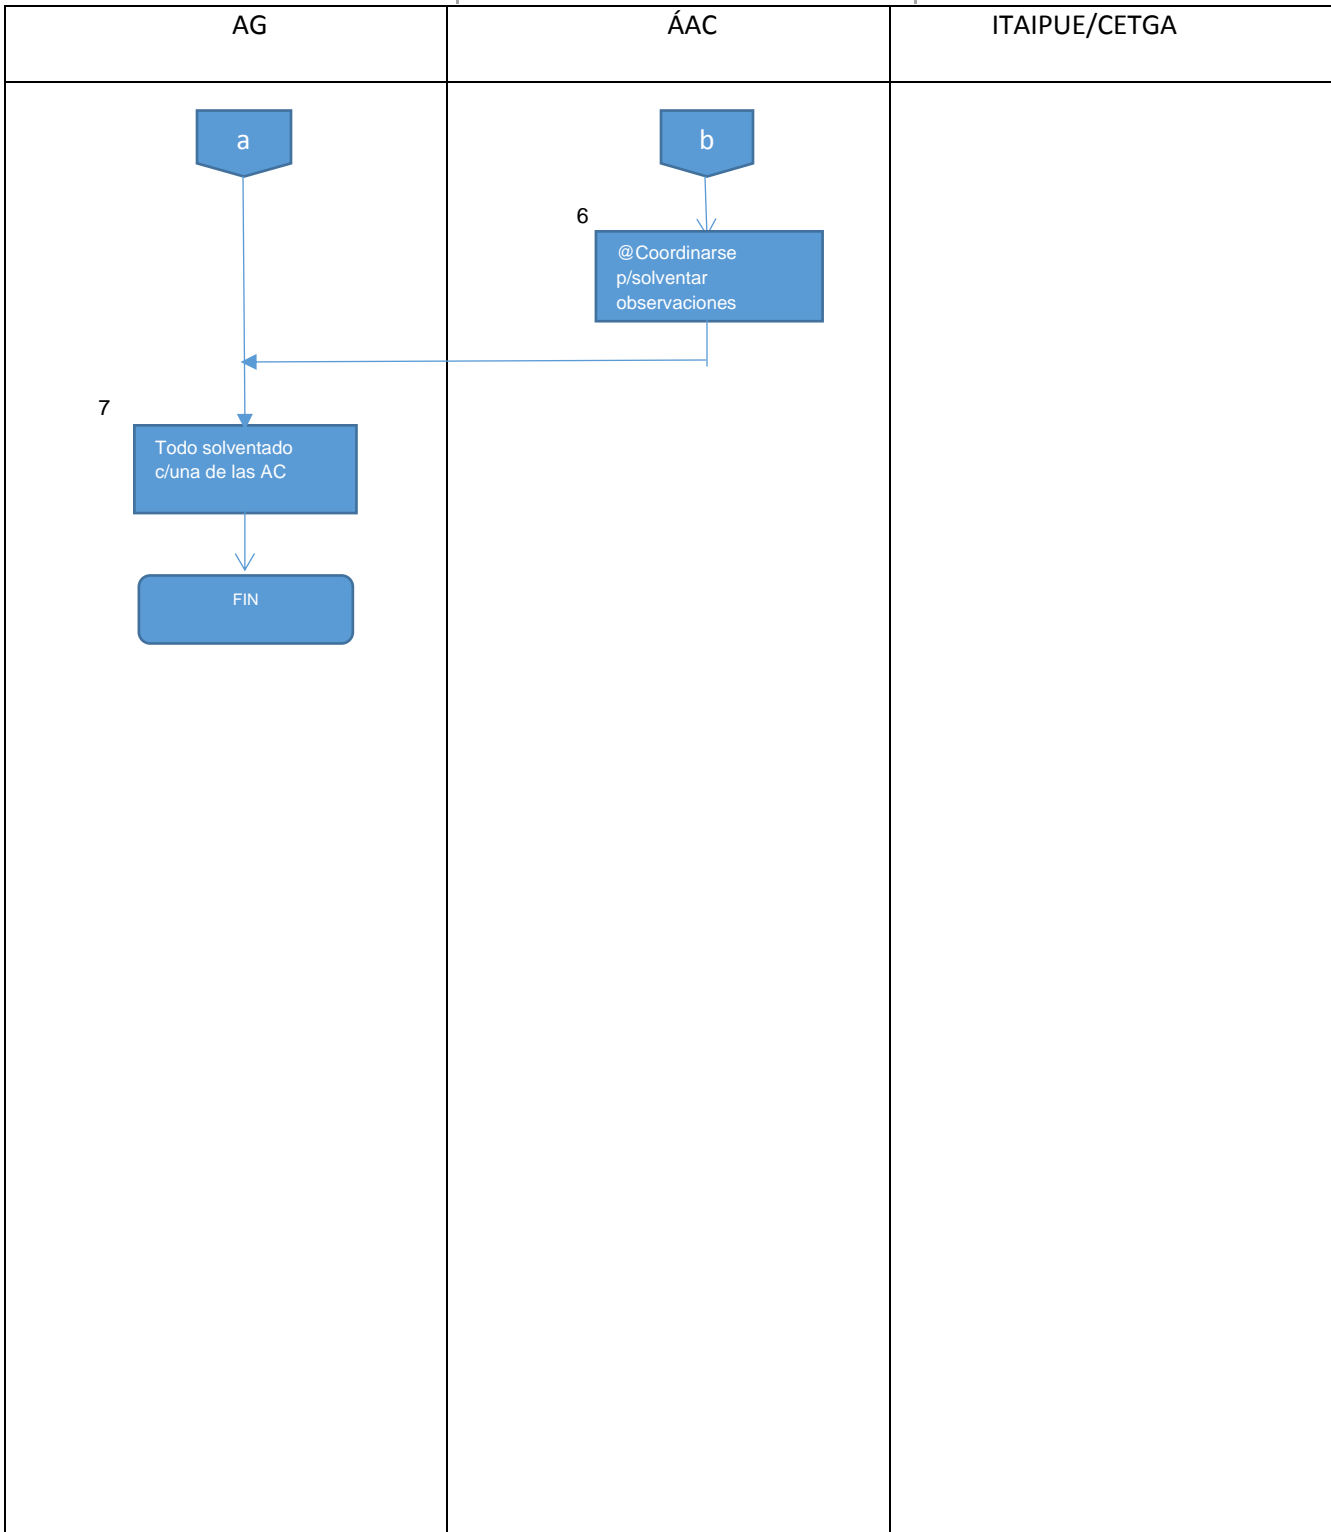 AG
ÁAC
ITAIPUE/CETGA
a
b
6
@Coordinarse
p/solventar
observaciones
7
Todo solventado
c/una de las AC
FIN